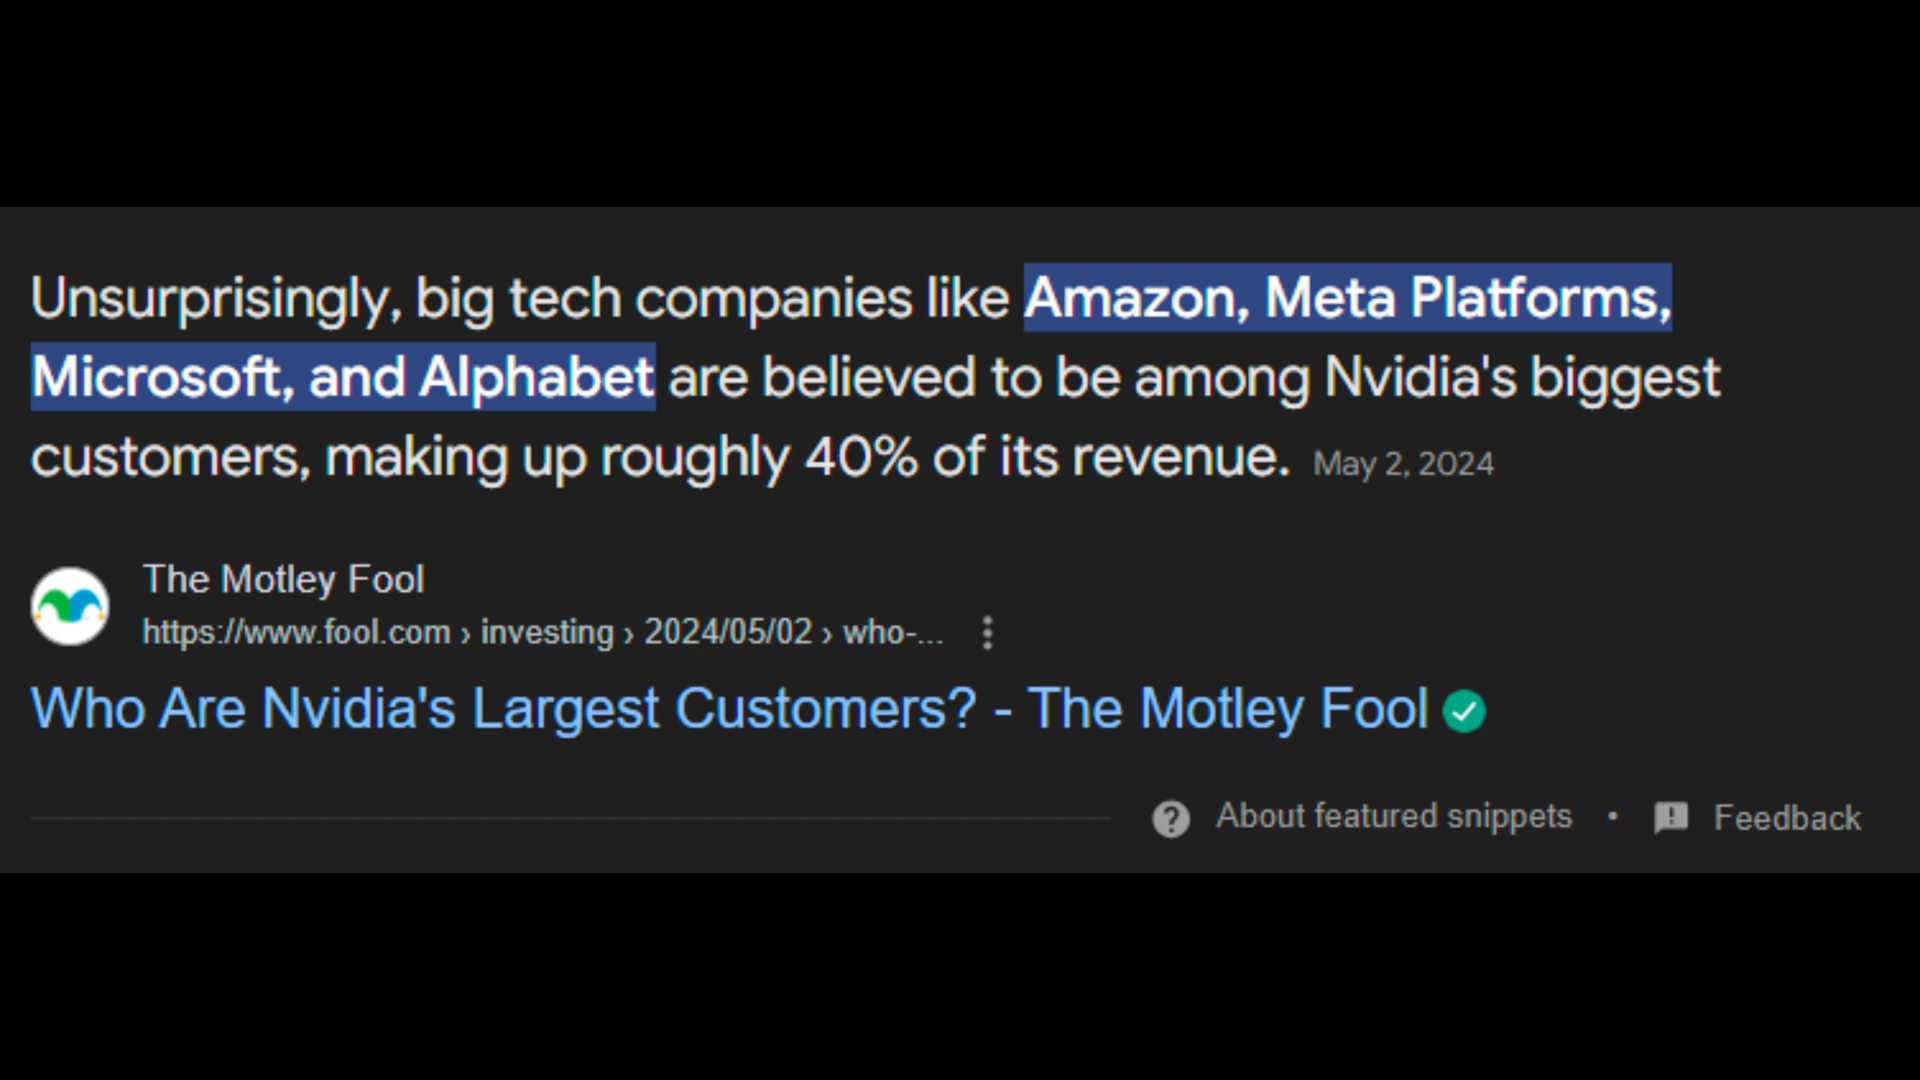 Unsurprisingly, big tech companies like Amazon, Meta Platforms,
Microsoft, and Alphabet are believed to be among Nvidia's biggest
customers, making up roughly 40% of its revenue. May 2, 2024
The Motley Fool
https://www.fool.com › investing › 2024/05/02 › who-...
Who Are Nvidia's Largest Customers? - The Motley Fool
About featured snippets • Feedback